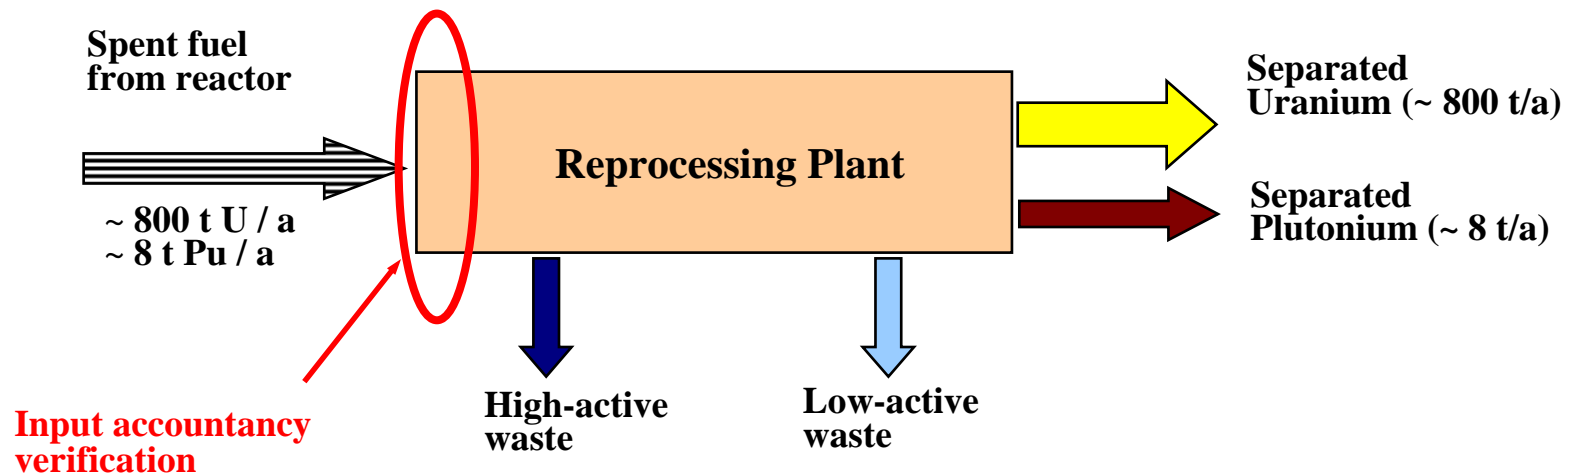 Spent fuel
from reactor
~ 800 t U / a
~ 8 t Pu / a
Input accountancy
verification
Reprocessing Plant
High-active
waste
Low-active
waste
Separated
Uranium (~ 800 t/a)
Separated
Plutonium (~ 8 t/a)